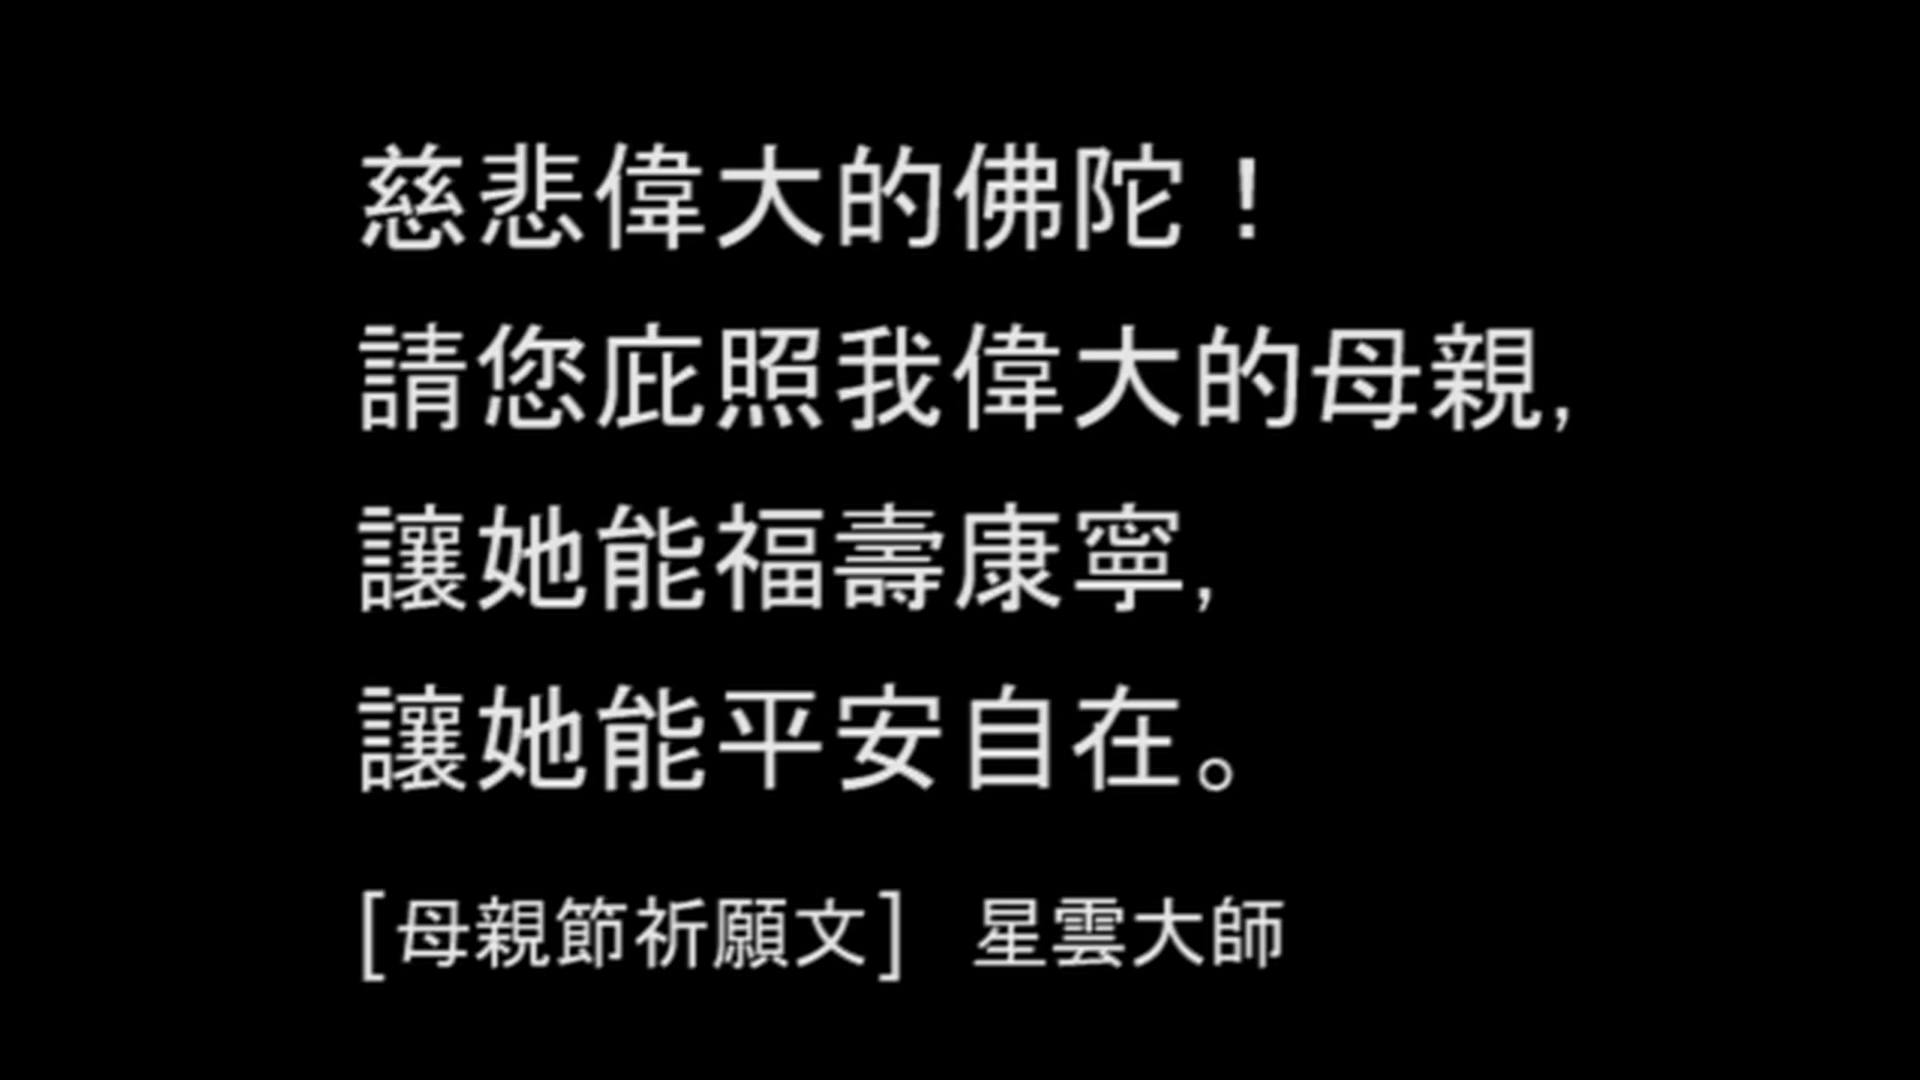 慈悲偉大的佛陀！
請您庇照我偉大的母親,
讓她能福壽康寧,
讓她能平安自在。
[母親節祈願文] 星雲大師